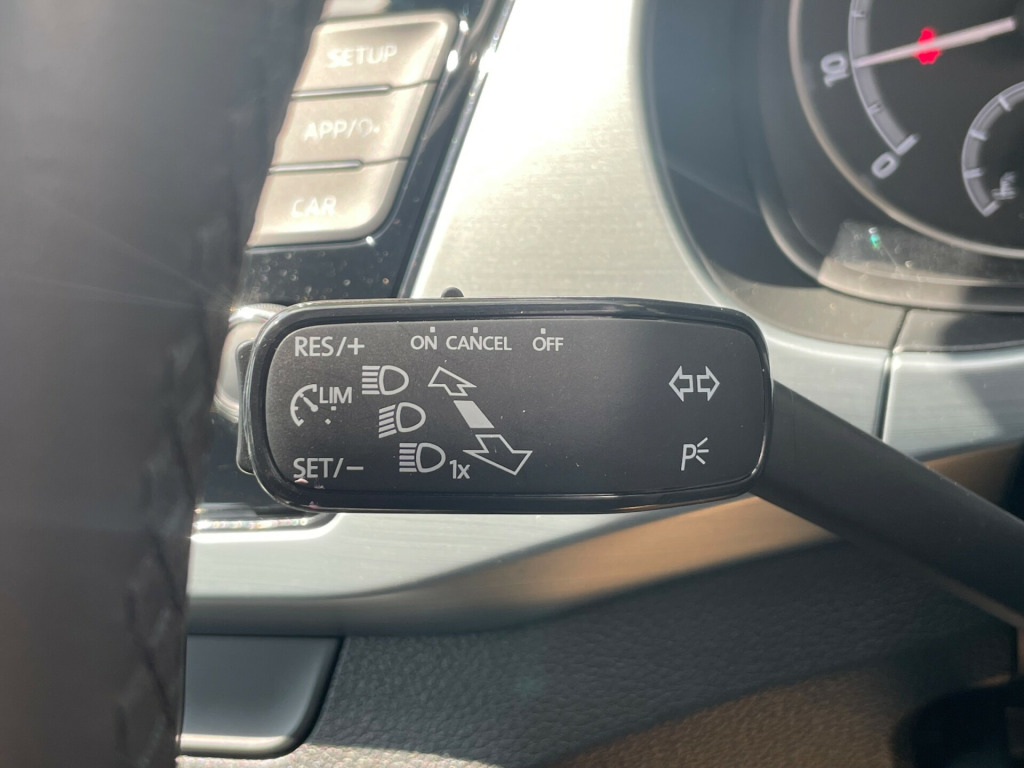 SETUP
APP/
CAR
10
0
RES/+
ON CANCEL OFF
LIM
SET/−
1x
P